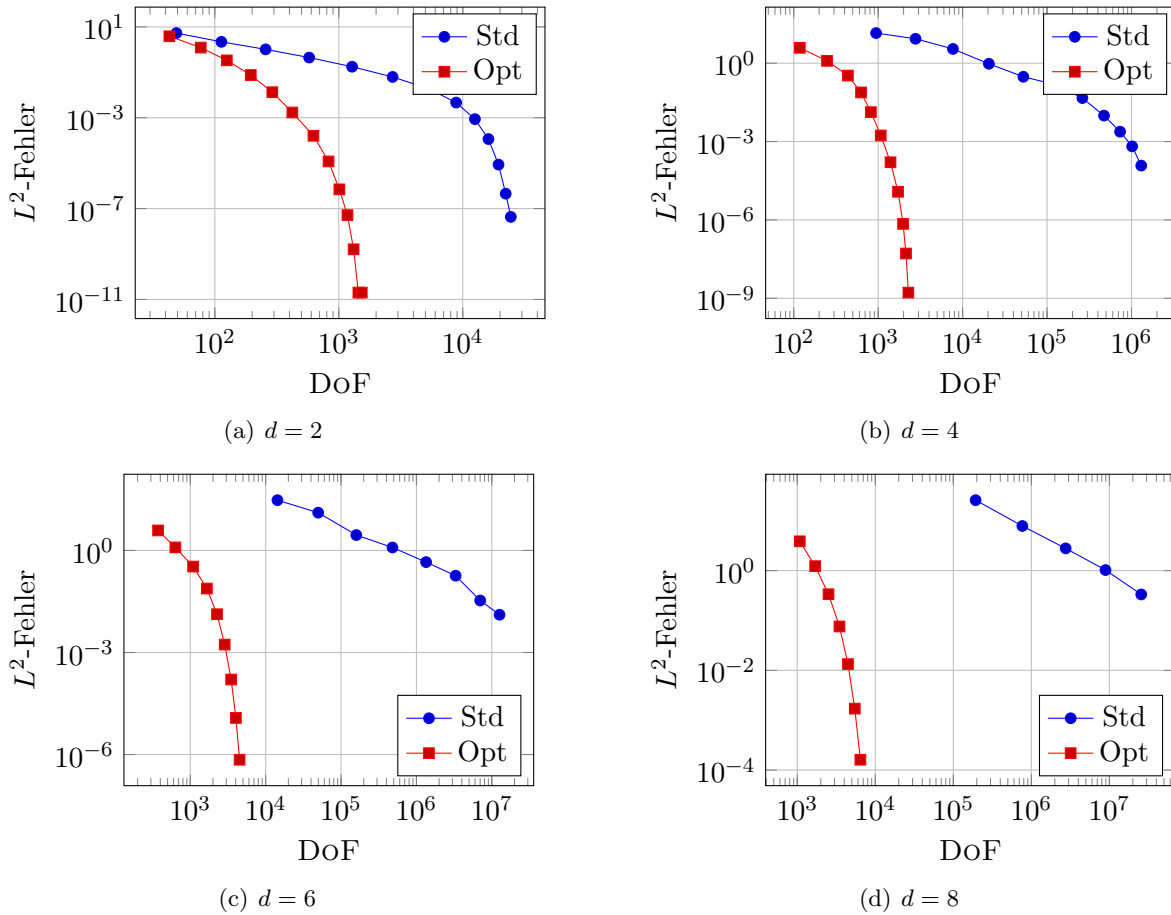 10^1
10^{-3}
10^{-7}
10^{-11}
L^2-Fehler
Std
Opt
10^2 10^3 10^4
DoF
(a) d = 2
10^0
10^{-3}
10^{-6}
10^{-9}
L^2-Fehler
Std
Opt
10^2 10^3 10^4 10^5 10^6
DoF
(b) d = 4
10^0
10^{-3}
10^{-6}
L^2-Fehler
Std
Opt
10^3 10^4 10^5 10^6 10^7
DoF
(c) d = 6
10^0
10^{-2}
10^{-4}
L^2-Fehler
Std
Opt
10^3 10^4 10^5 10^6 10^7
DoF
(d) d = 8